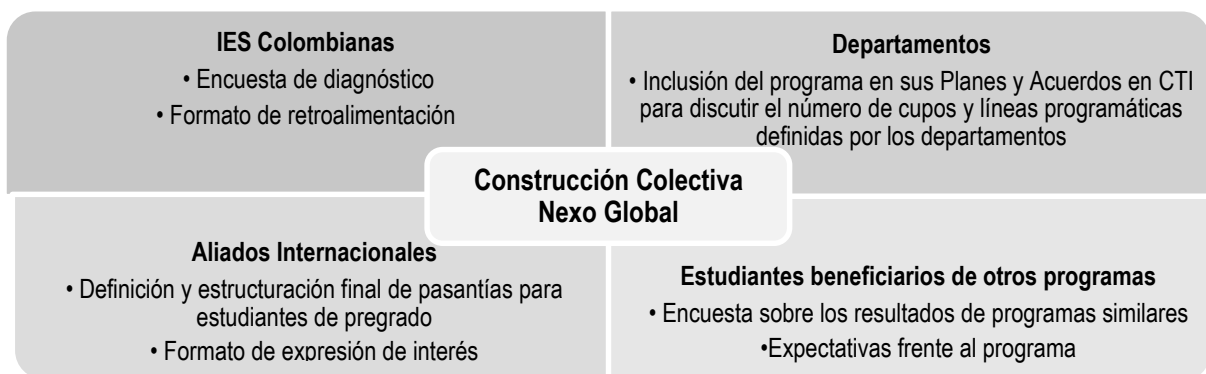 IES Colombianas
• Encuesta de diagnóstico
• Formato de retroalimentación
Departamentos
• Inclusión del programa en sus Planes y Acuerdos en CTI
para discutir el número de cupos y líneas programáticas
definidas por los departamentos
Construcción Colectiva
Nexo Global
Aliados Internacionales
• Definición y estructuración final de pasantías para
estudiantes de pregrado
• Formato de expresión de interés
Estudiantes beneficiarios de otros programas
• Encuesta sobre los resultados de programas similares
•Expectativas frente al programa